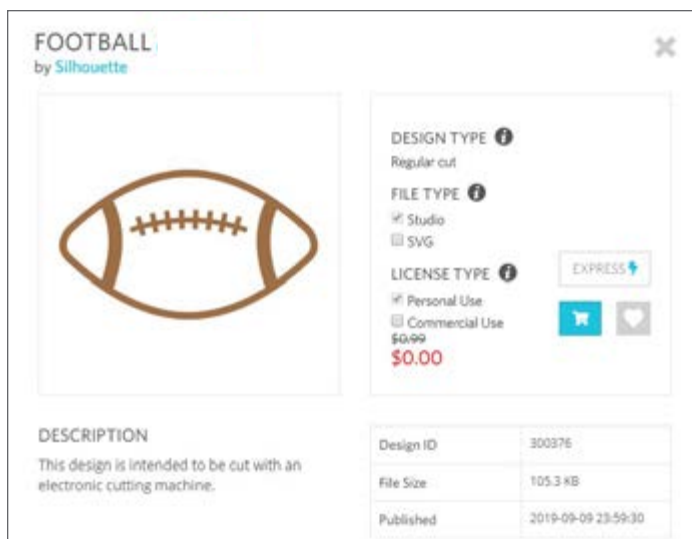 FOOTBALL
by Silhouette
DESIGN TYPE
Regular cut
FILE TYPE
Studio
SVG
LICENSE TYPE
Personal Use
Commercial Use
$0.99
$0.00
EXPRESS
DESCRIPTION
This design is intended to be cut with an
electronic cutting machine.
Design ID 300376
File Size 105.3 KB
Published 2019-09-09 23:59:30